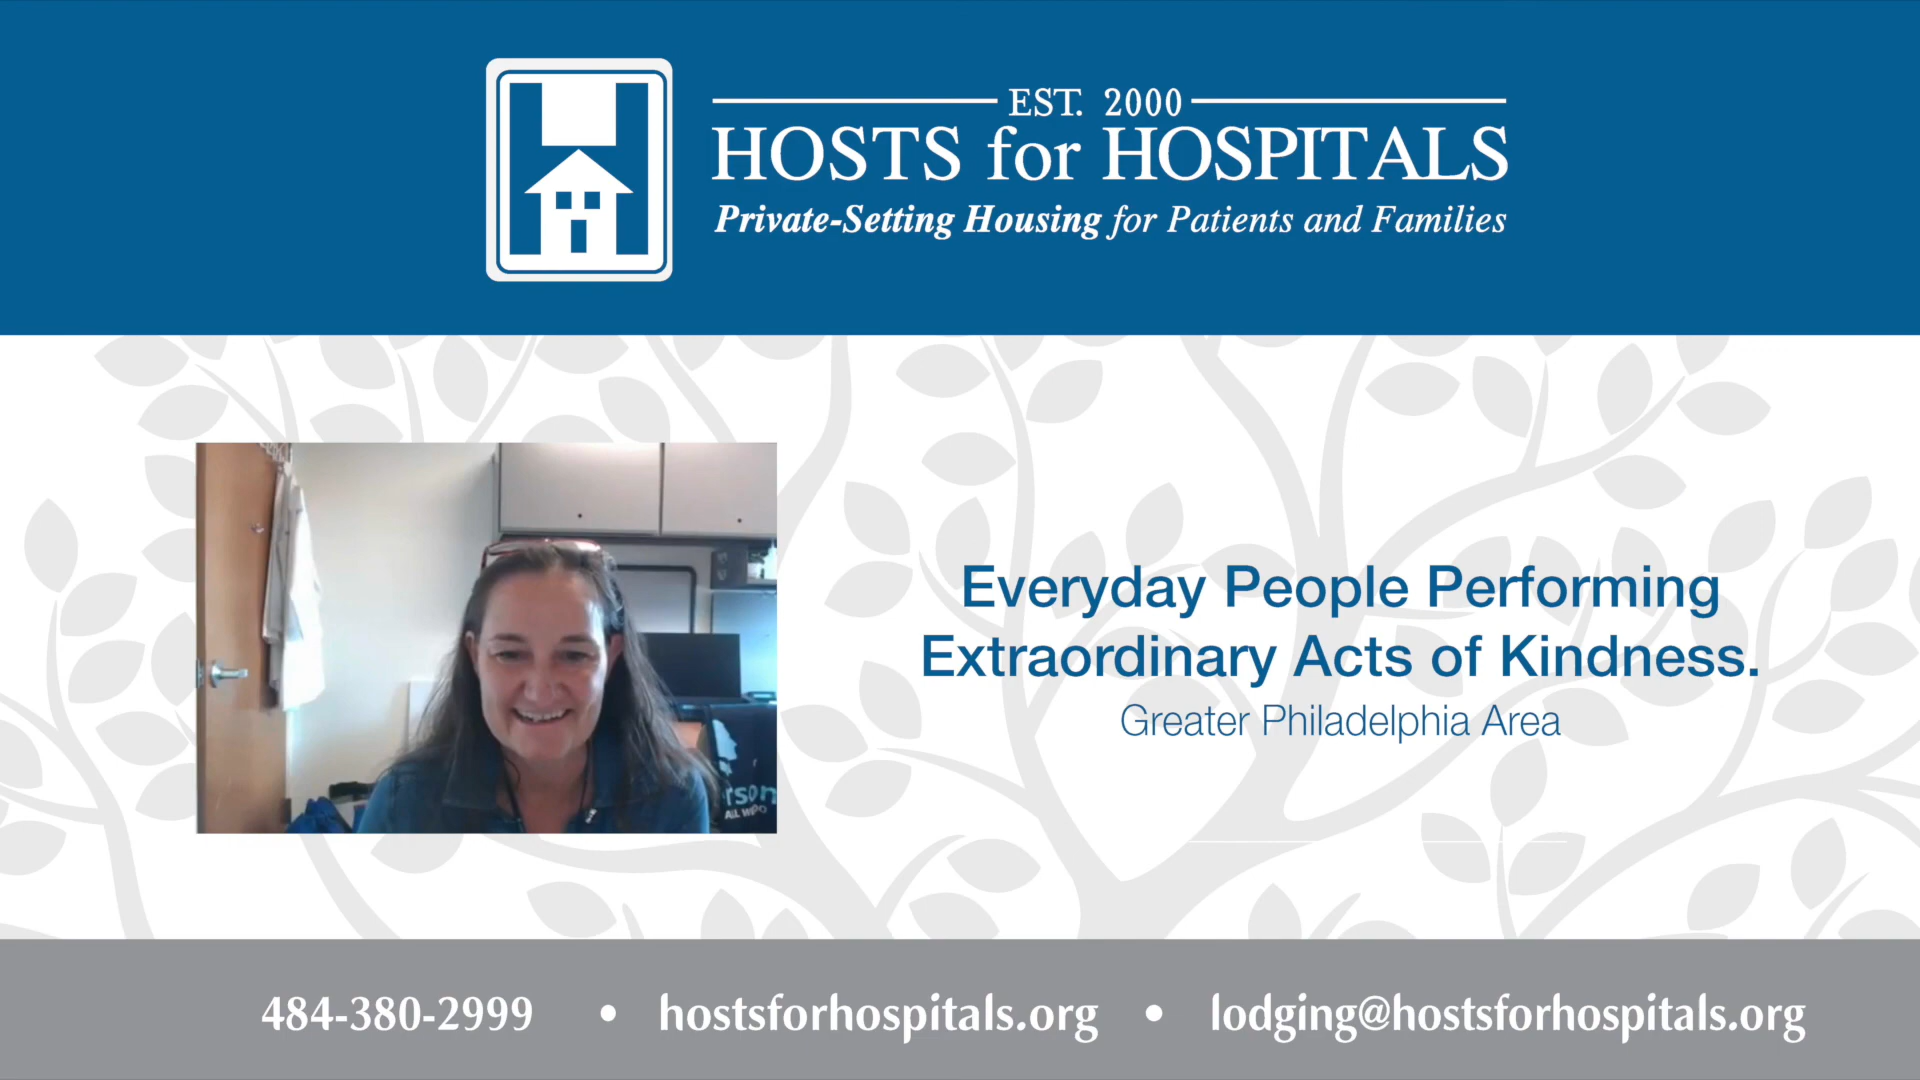 EST. 2000
HOSTS for HOSPITALS
Private-Setting Housing for Patients and Families
Everyday People Performing
Extraordinary Acts of Kindness.
Greater Philadelphia Area
rson
484-380-2999 • hostsforhospitals.org • lodging@hostsforhospitals.org